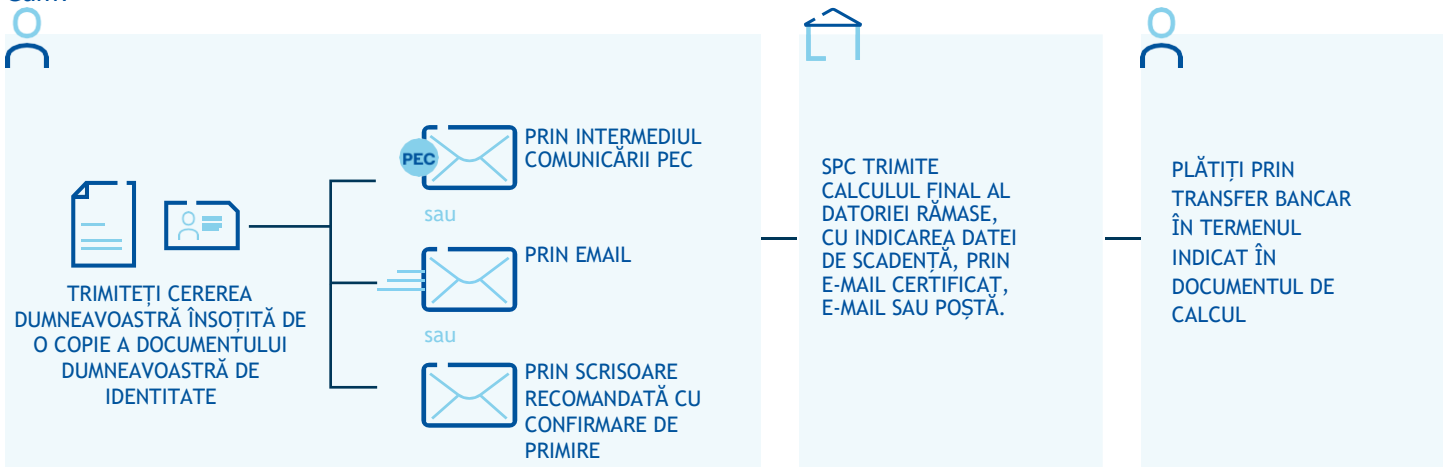 TRIMITEȚI CEREREA
DUMNEAVOASTRĂ ÎNSOȚITĂ DE
O COPIE A DOCUMENTULUI
DUMNEAVOASTRĂ DE
IDENTITATE
PEC
PRIN INTERMEDIUL
COMUNICĂRII PEC
sau
PRIN EMAIL
sau
PRIN SCRISOARE
RECOMANDATĂ CU
CONFIRMARE DE
PRIMIRE
SPC TRIMITE
CALCULUL FINAL AL
DATORIEI RĂMASE,
CU INDICAREA DATEI
DE SCADENȚĂ, PRIN
E-MAIL CERTIFICAT,
E-MAIL SAU POȘTĂ.
PLĂTIȚI PRIN
TRANSFER BANCAR
ÎN TERMENUL
INDICAT ÎN
DOCUMENTUL DE
CALCUL